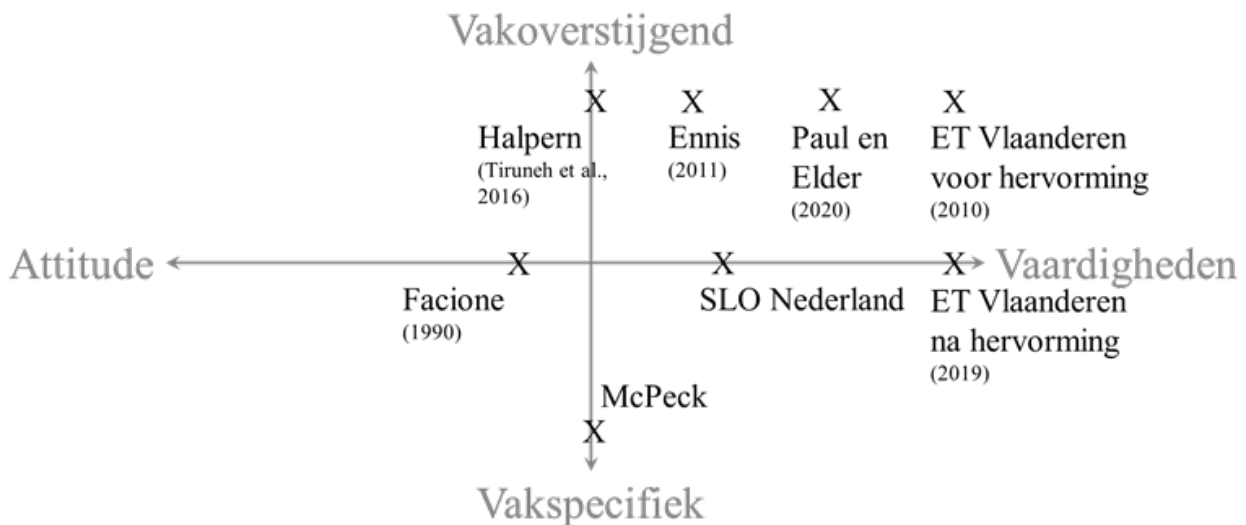 Vakoverstijgend
X
X
X
X
Halpern
(Tiruneh et al.,
2016)
Ennis
(2011)
Paul en
Elder
(2020)
ET Vlaanderen
voor hervorming
(2010)
Attitude
X
X
X
Vaardigheden
Facione
(1990)
SLO Nederland
ET Vlaanderen
na hervorming
(2019)
McPeck
X
Vakspecifiek